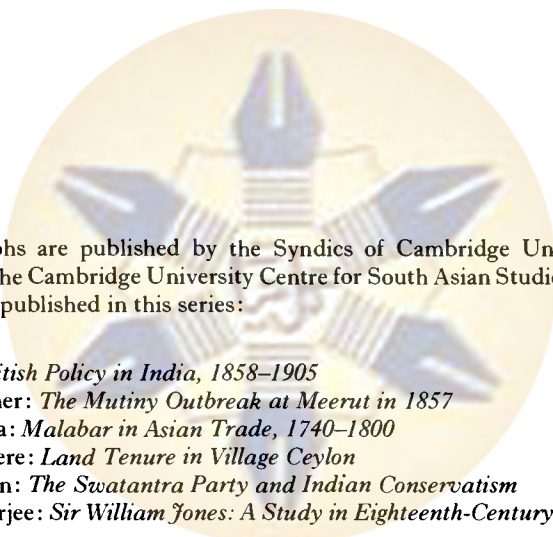 phs are published by the Syndics of Cambridge Un
he Cambridge University Centre for South Asian Studi
published in this series:
itish Policy in India, 1858–1905
ner: The Mutiny Outbreak at Meerut in 1857
a: Malabar in Asian Trade, 1740–1800
ere: Land Tenure in Village Ceylon
n: The Swatantra Party and Indian Conservatism
rjee: Sir William Jones: A Study in Eighteenth-Century